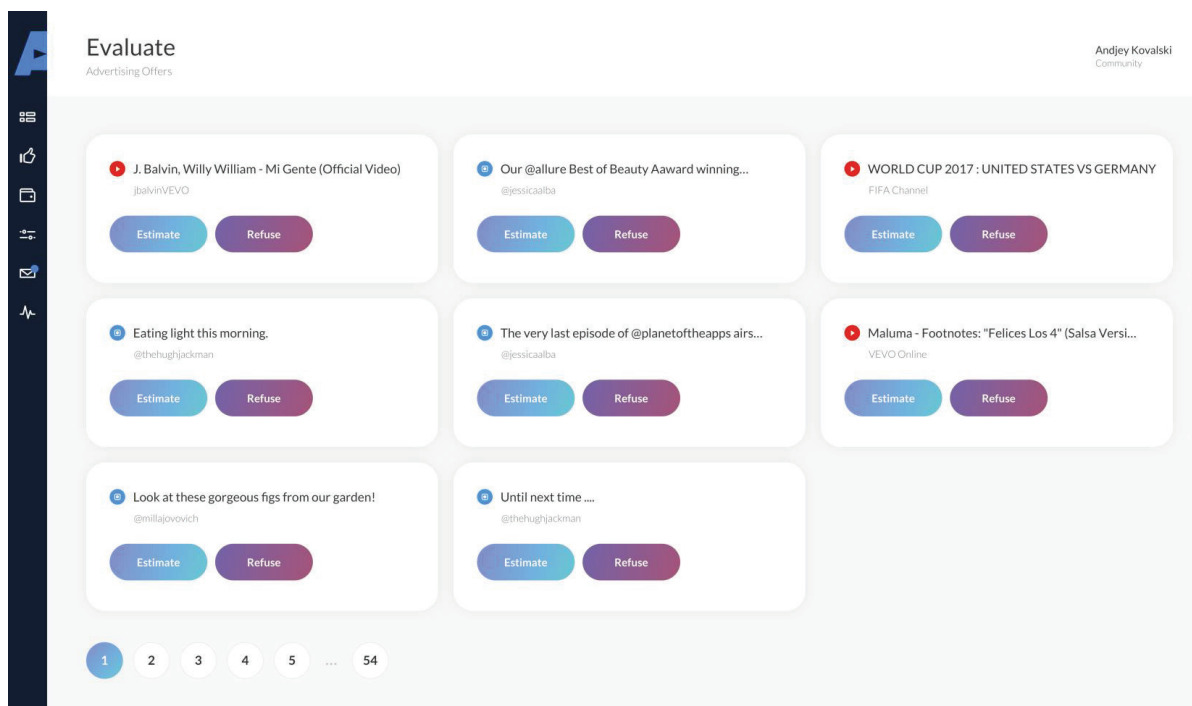 Evaluate
Advertising Offers
Andjey Kovalski
Community
J. Balvin, Willy William - Mi Gente (Official Video)
jbalvinVEVO
Estimate Refuse
Our @allure Best of Beauty Aaward winning...
@jessicaalba
Estimate Refuse
WORLD CUP 2017 : UNITED STATES VS GERMANY
FIFA Channel
Estimate Refuse
Eating light this morning.
@thehughjackman
Estimate Refuse
The very last episode of @planetoftheapps airs...
@jessicaalba
Estimate Refuse
Maluma - Footnotes: "Felices Los 4" (Salsa Versi...
VEVO Online
Estimate Refuse
Look at these gorgeous figs from our garden!
@millajovovich
Estimate Refuse
Until next time ....
@thehughjackman
Estimate Refuse
1 2 3 4 5 ... 54